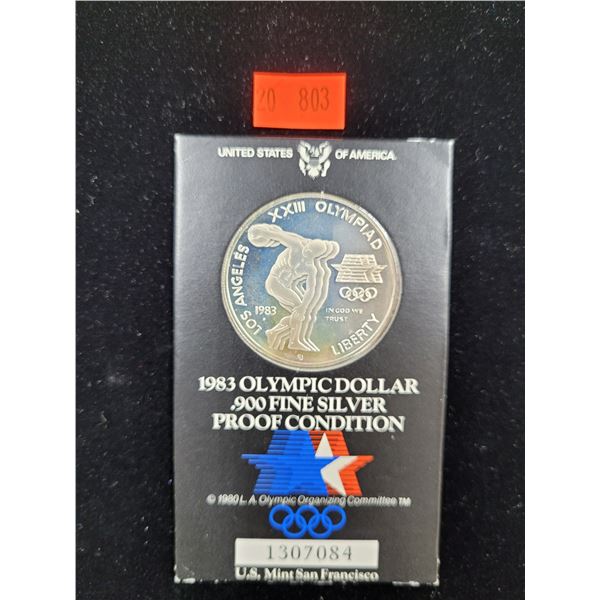 20 803
UNITED STATES OF AMERICA
LOS ANGELES XXIII OLYMPIAD
1983
IN GOD WE
TRUST
LIBERTY
1983 OLYMPIC DOLLAR
.900 FINE SILVER
PROOF CONDITION
© 1980 L.A. Olympic Organizing Committee TM
1307084
U.S. Mint San Francisco